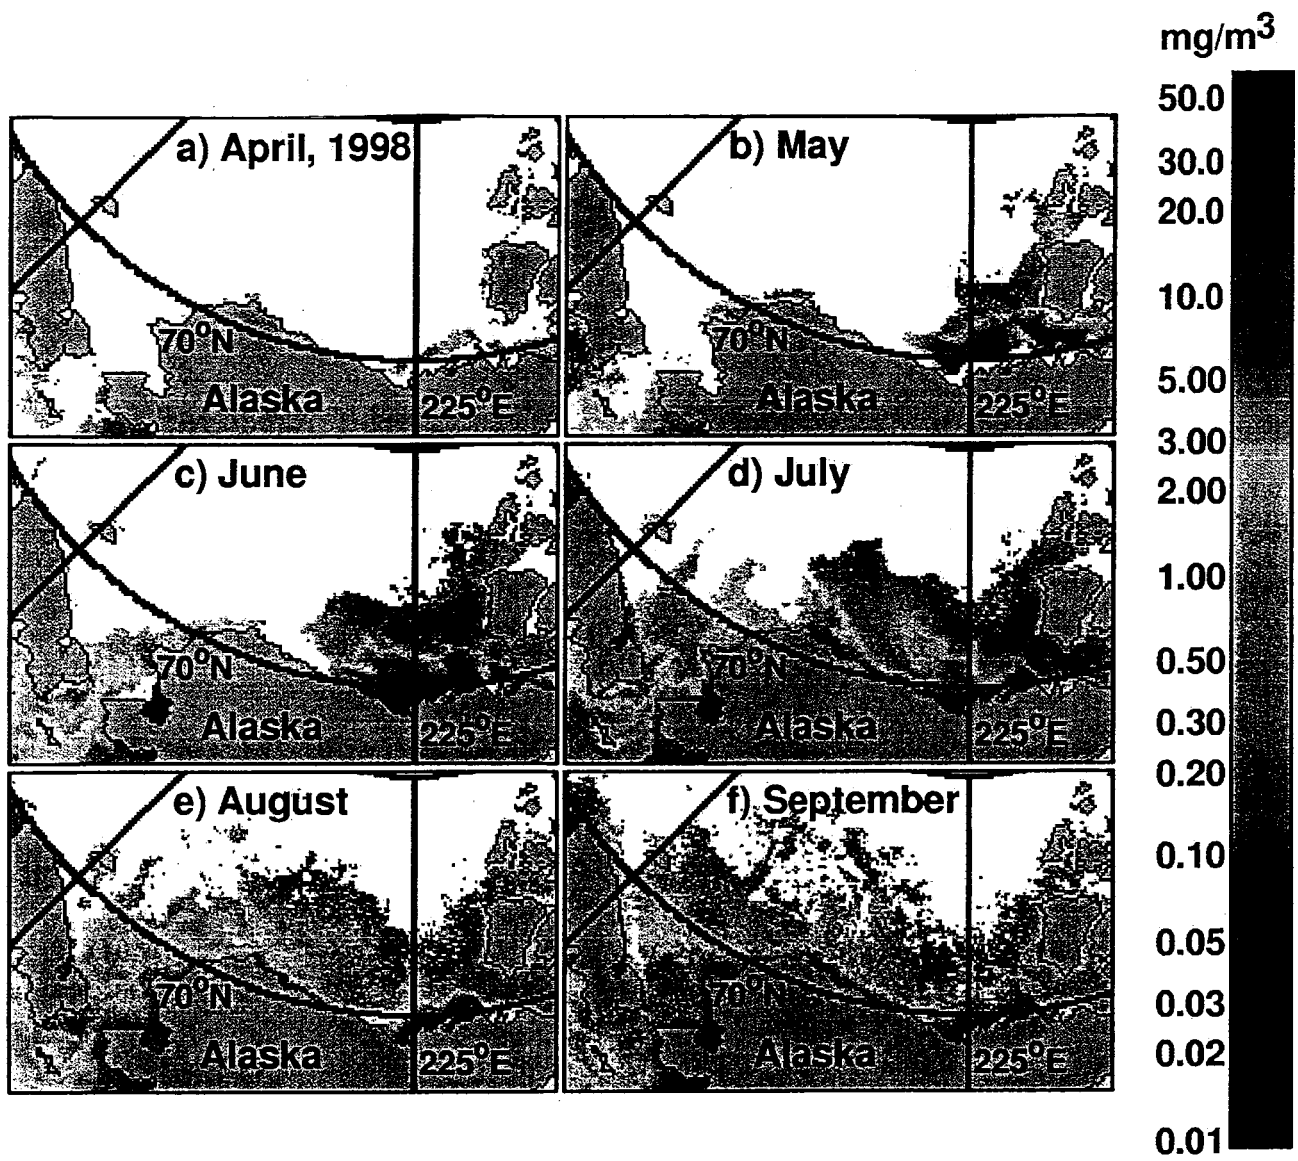 mg/m³
a) April, 1998
70°N
Alaska
225°E
b) May
70°N
Alaska
225°E
c) June
70°N
Alaska
225°E
d) July
70°N
Alaska
225°E
e) August
70°N
Alaska
225°E
f) September
70°N
Alaska
225°E
50.0
30.0
20.0
10.0
5.00
3.00
2.00
1.00
0.50
0.30
0.20
0.10
0.05
0.03
0.02
0.01